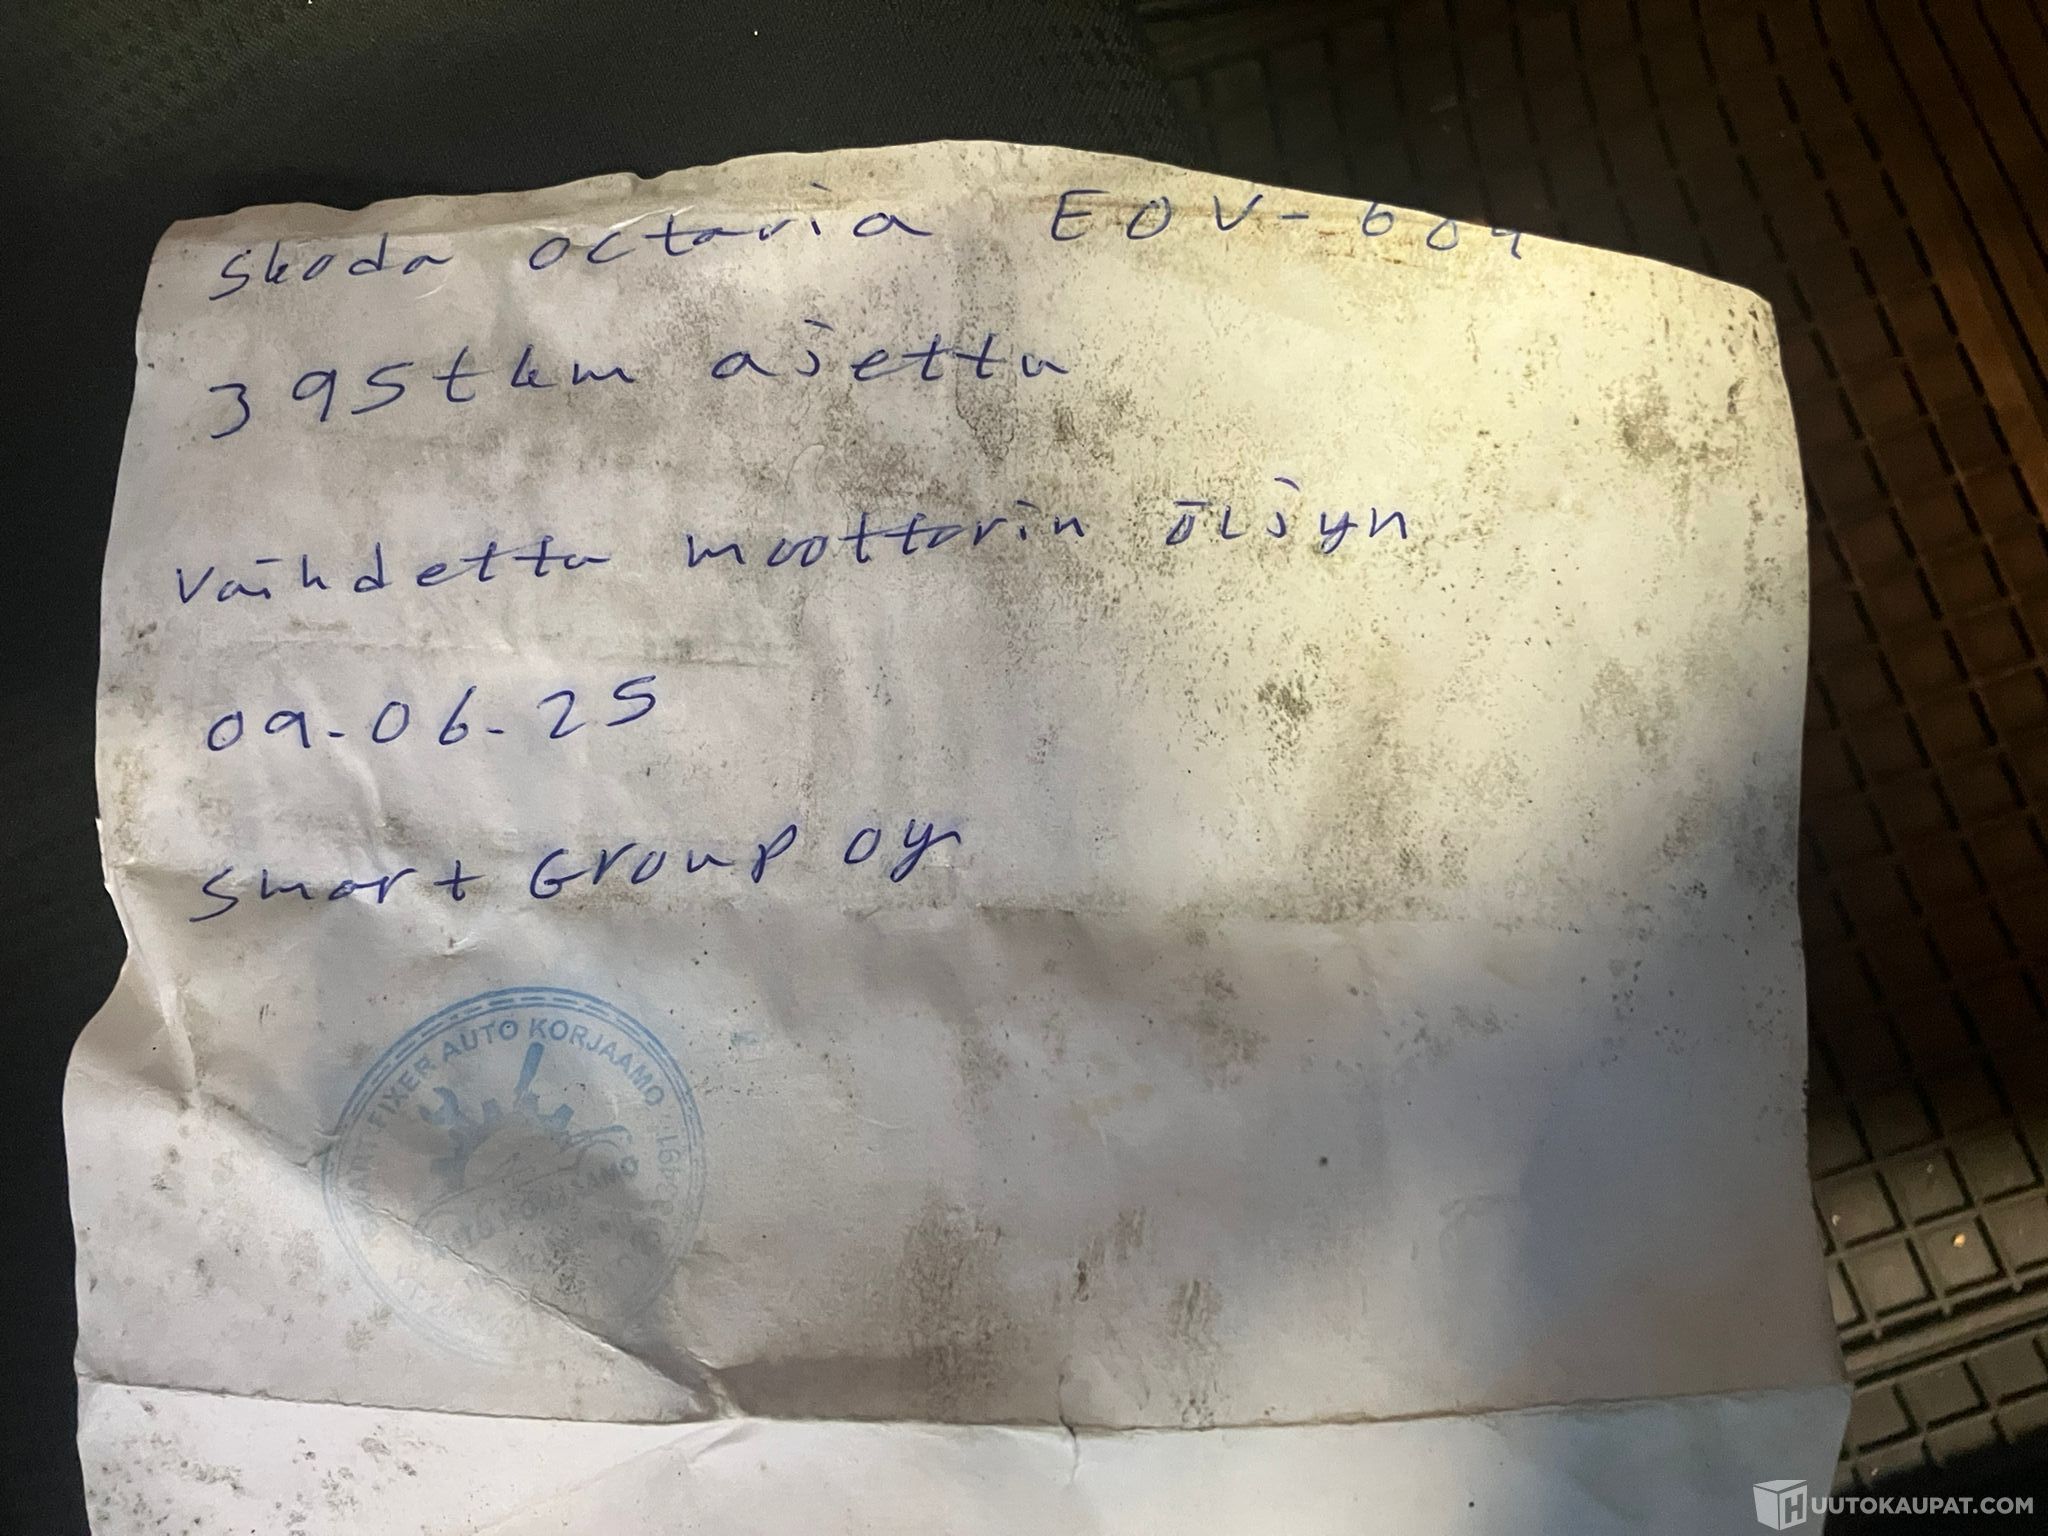 Skoda octavia EOV-609
395tkm ajettu
vaihdettu moottorin öljyn
09-06-25
Smart Group oy
FIXER AUTO KORJAAMO
HUUTOKAUPAT.COM